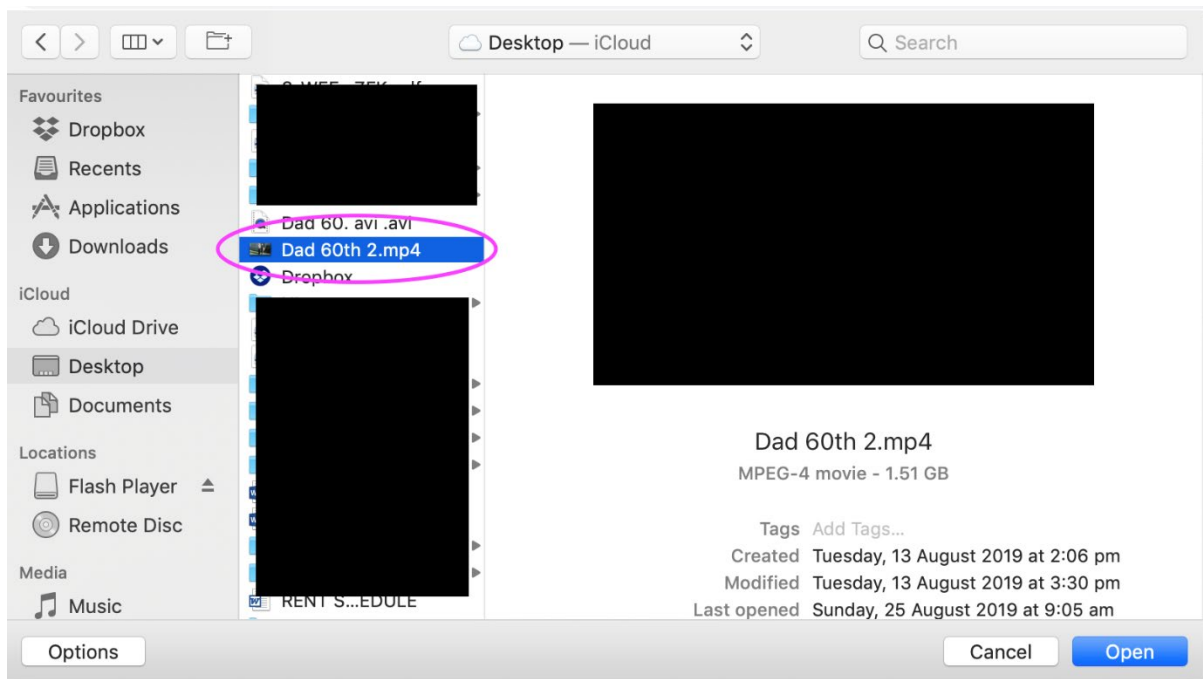 Desktop — iCloud
Search
Favourites
Dropbox
Recents
Applications
Downloads
iCloud
iCloud Drive
Desktop
Documents
Locations
Flash Player
Remote Disc
Media
Music
Dad 60. avi .avi
Dad 60th 2.mp4
Dropbox
RENT S...EDULE
Dad 60th 2.mp4
MPEG-4 movie - 1.51 GB
Tags Add Tags...
Created Tuesday, 13 August 2019 at 2:06 pm
Modified Tuesday, 13 August 2019 at 3:30 pm
Last opened Sunday, 25 August 2019 at 9:05 am
Options
Cancel
Open